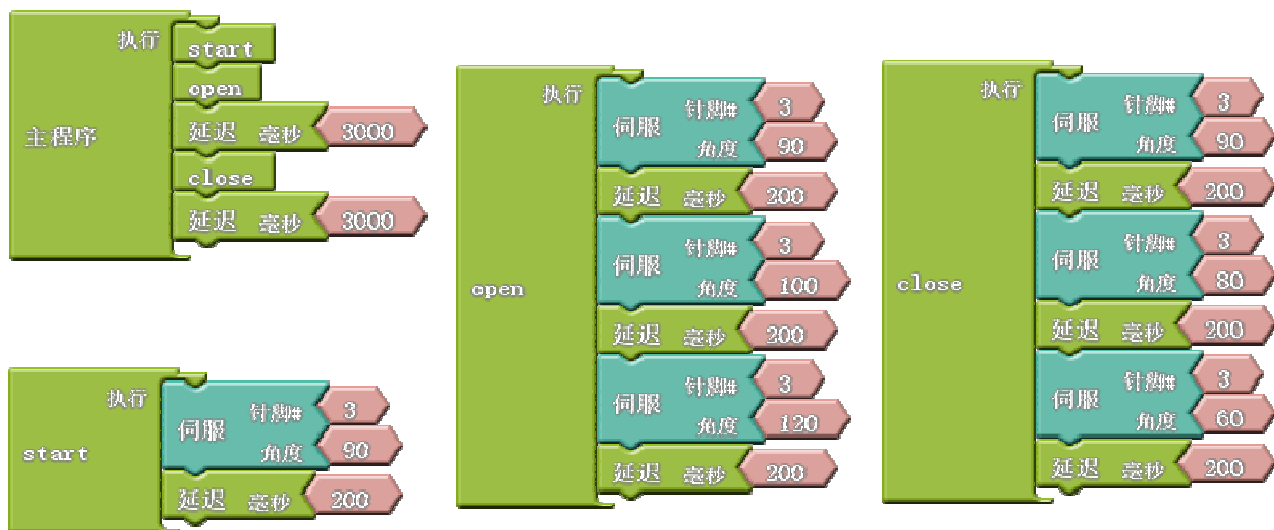 主程序
执行
start
open
延迟 毫秒 3000
close
延迟 毫秒 3000
start
执行
伺服 针脚# 3
角度 90
延迟 毫秒 200
open
执行
伺服 针脚# 3
角度 90
延迟 毫秒 200
伺服 针脚# 3
角度 100
延迟 毫秒 200
伺服 针脚# 3
角度 120
延迟 毫秒 200
close
执行
伺服 针脚# 3
角度 90
延迟 毫秒 200
伺服 针脚# 3
角度 80
延迟 毫秒 200
伺服 针脚# 3
角度 60
延迟 毫秒 200